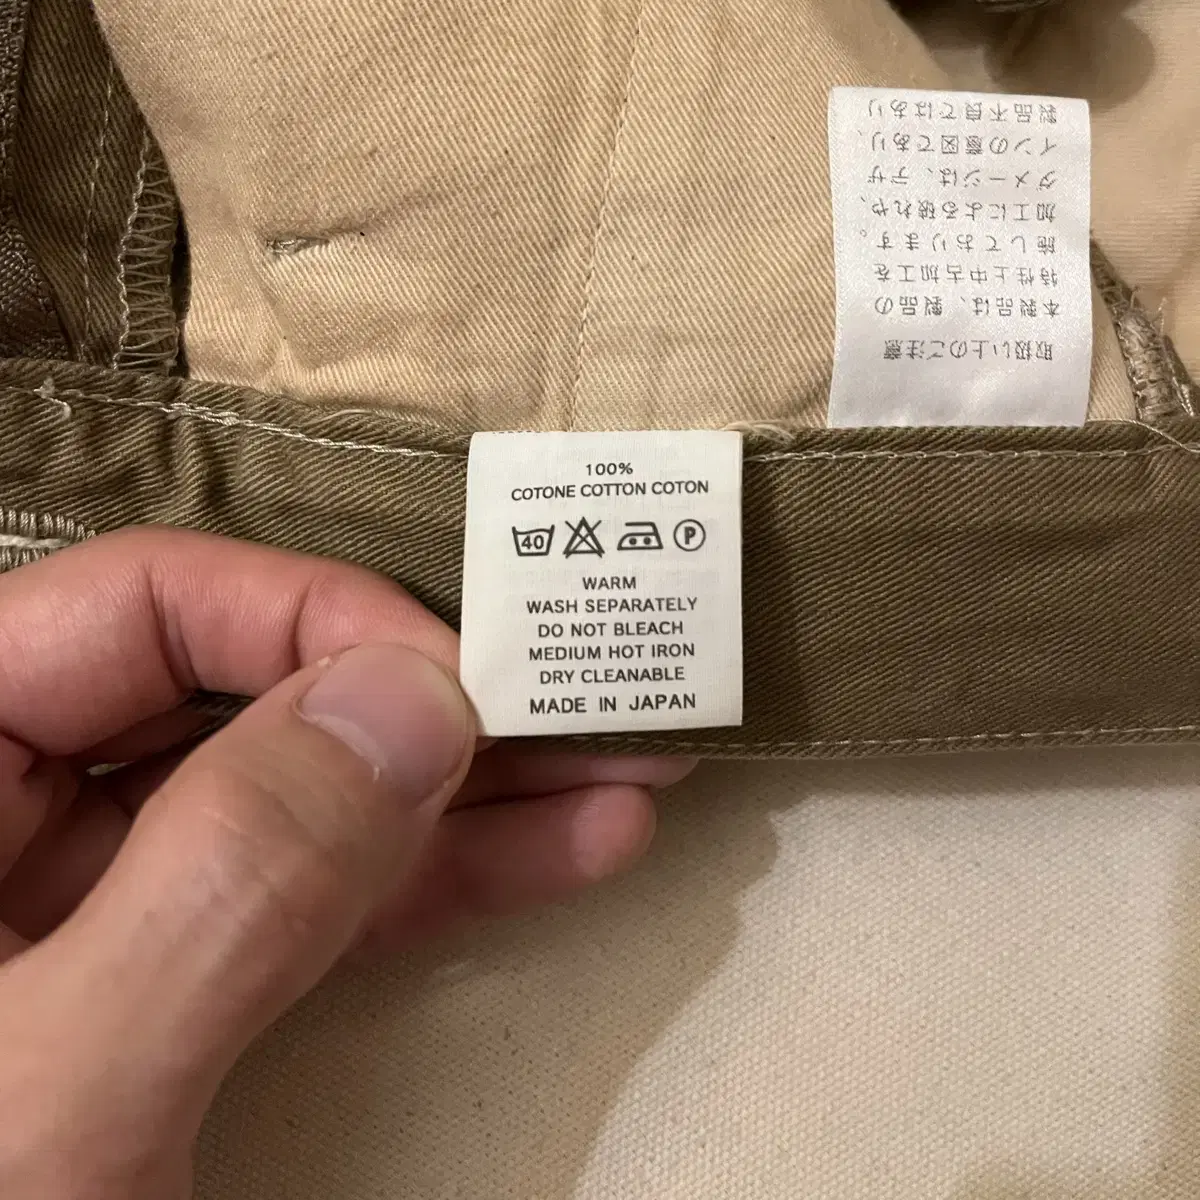 100%
COTONE COTTON COTON
40 P
WARM
WASH SEPARATELY
DO NOT BLEACH
MEDIUM HOT IRON
DRY CLEANABLE
MADE IN JAPAN
取扱い上のご注意
本製品は、製品の
特性上中古加工を
施しております。
加工による破れや、
ダメージは、デザ
インの意図であり、
製品不良ではあり